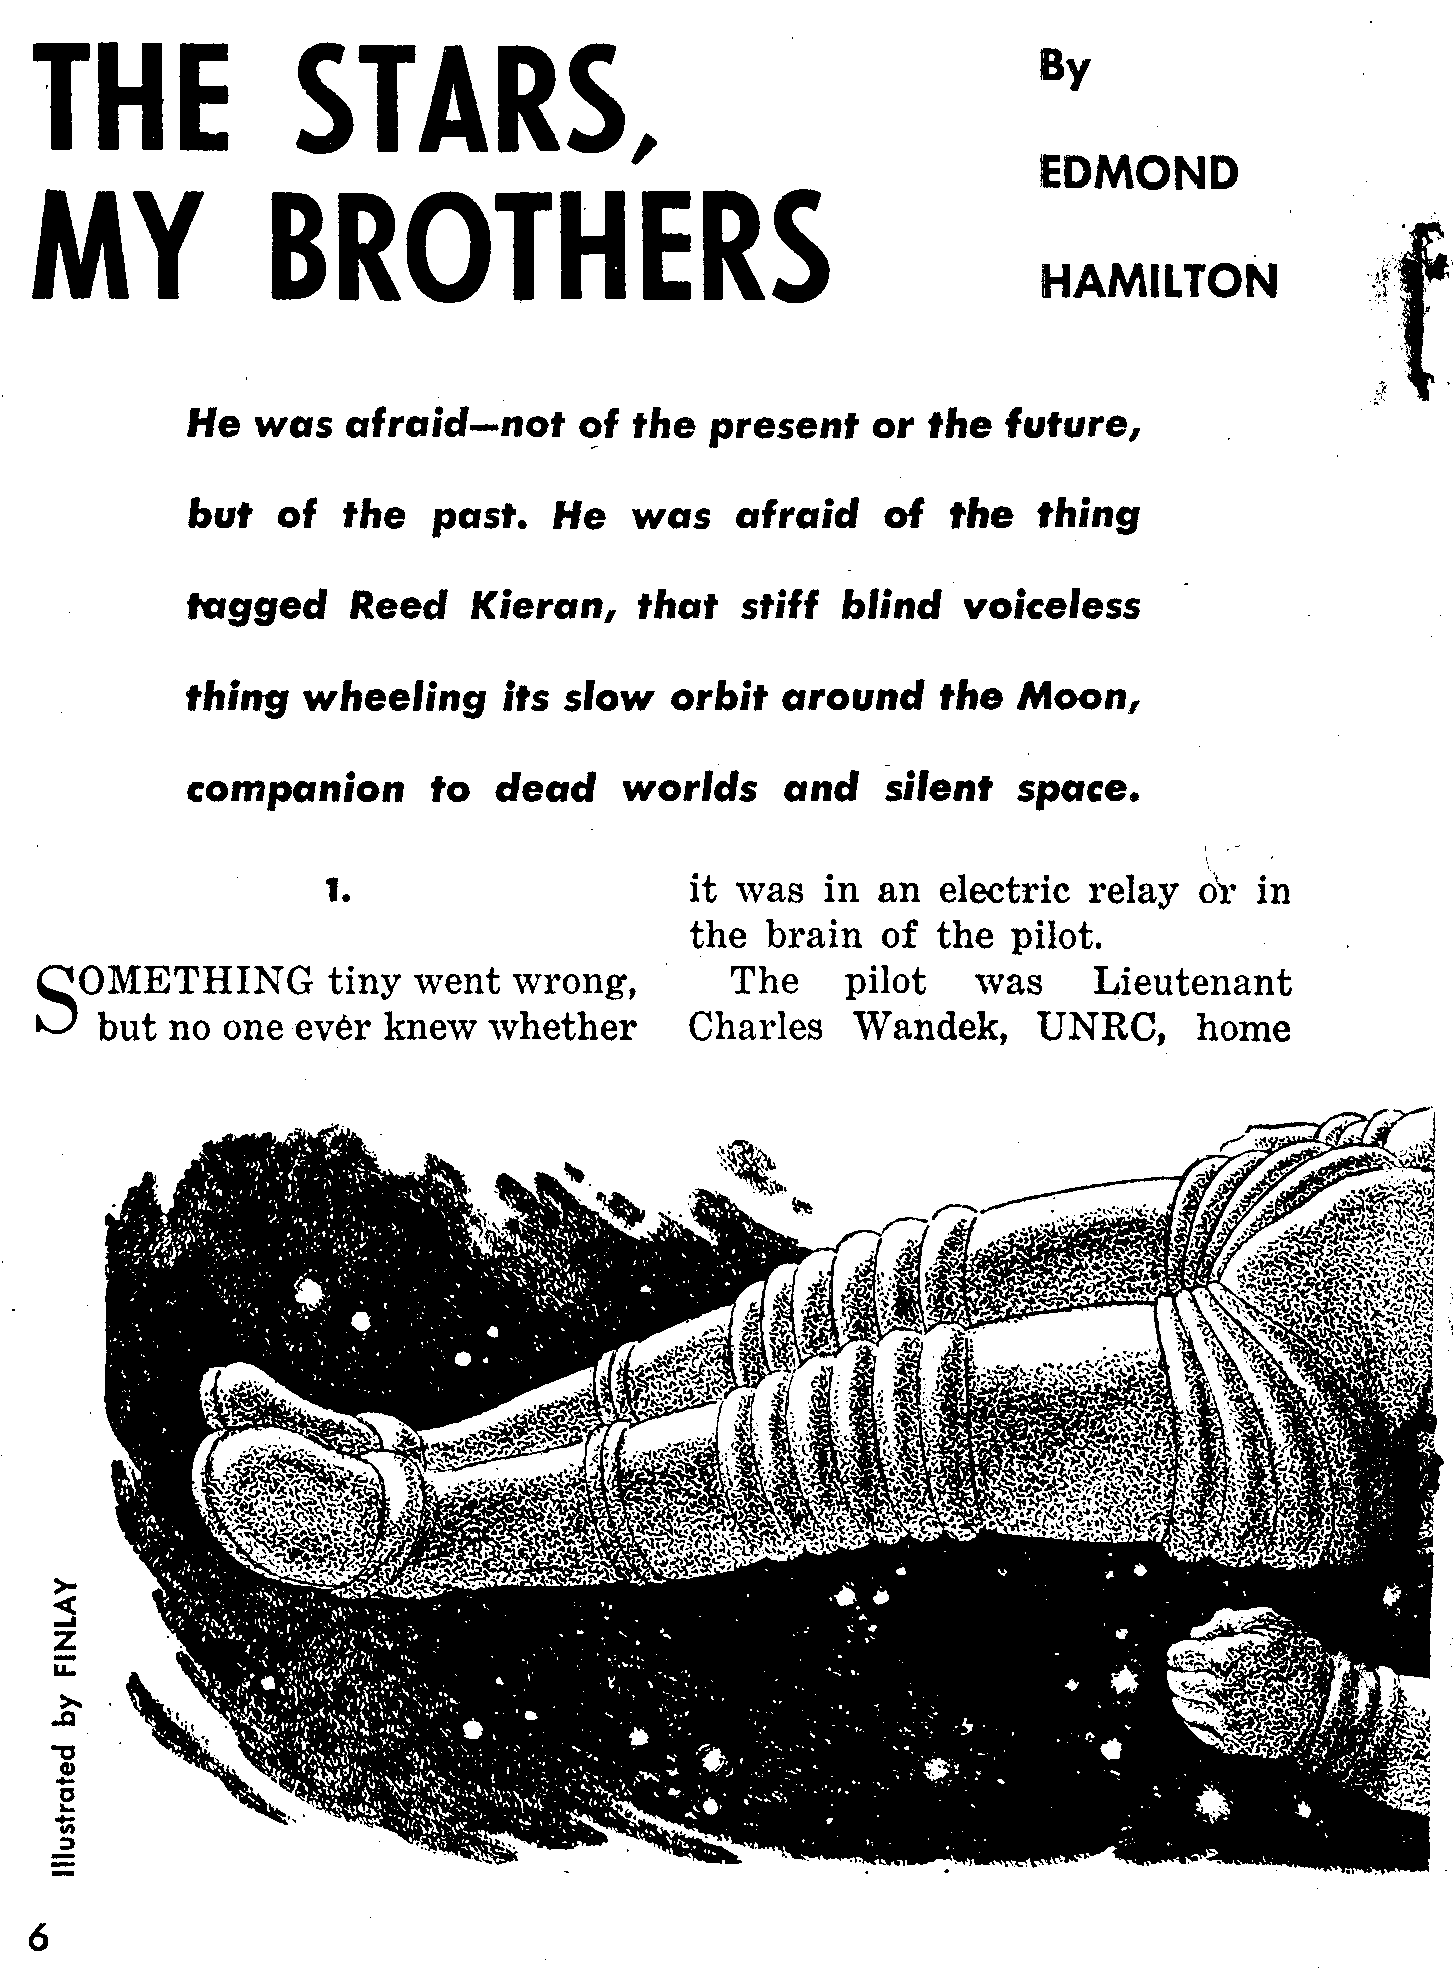 THE STARS,
MY BROTHERS
By
EDMOND
HAMILTON
He was afraid—not of the present or the future,
but of the past. He was afraid of the thing
tagged Reed Kieran, that stiff blind voiceless
thing wheeling its slow orbit around the Moon,
companion to dead worlds and silent space.
1.
SOMETHING tiny went wrong,
but no one ever knew whether
it was in an electric relay or in
the brain of the pilot.
The pilot was Lieutenant
Charles Wandek, UNRC, home
Illustrated by FINLAY
6